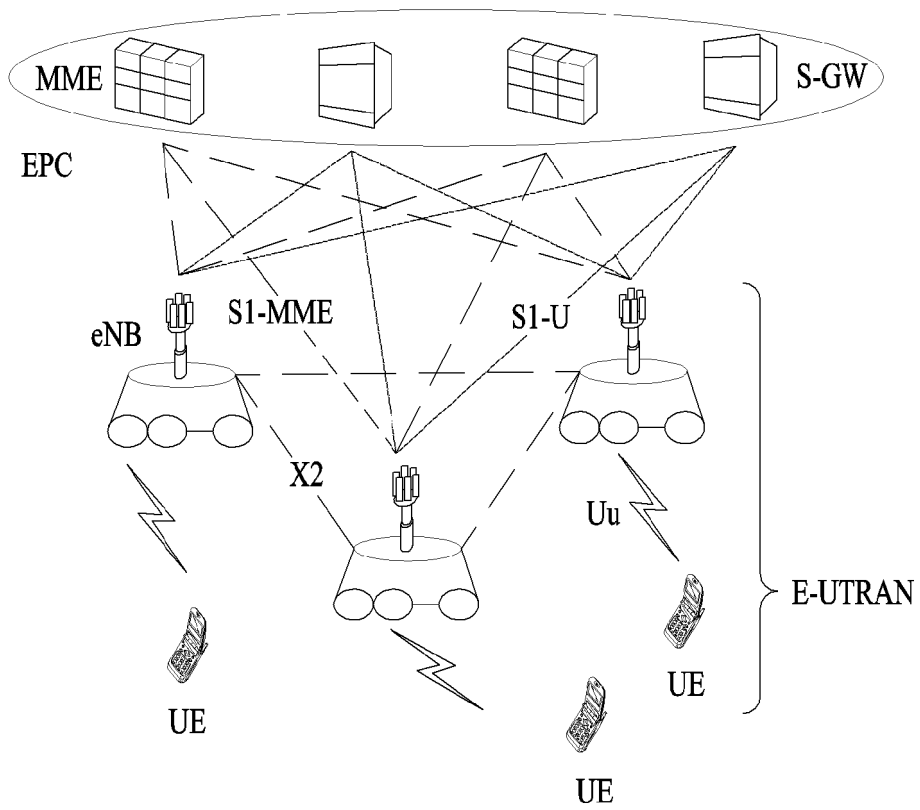 MME
S-GW
EPC
S1-MME
S1-U
eNB
X2
Uu
E-UTRAN
UE
UE
UE